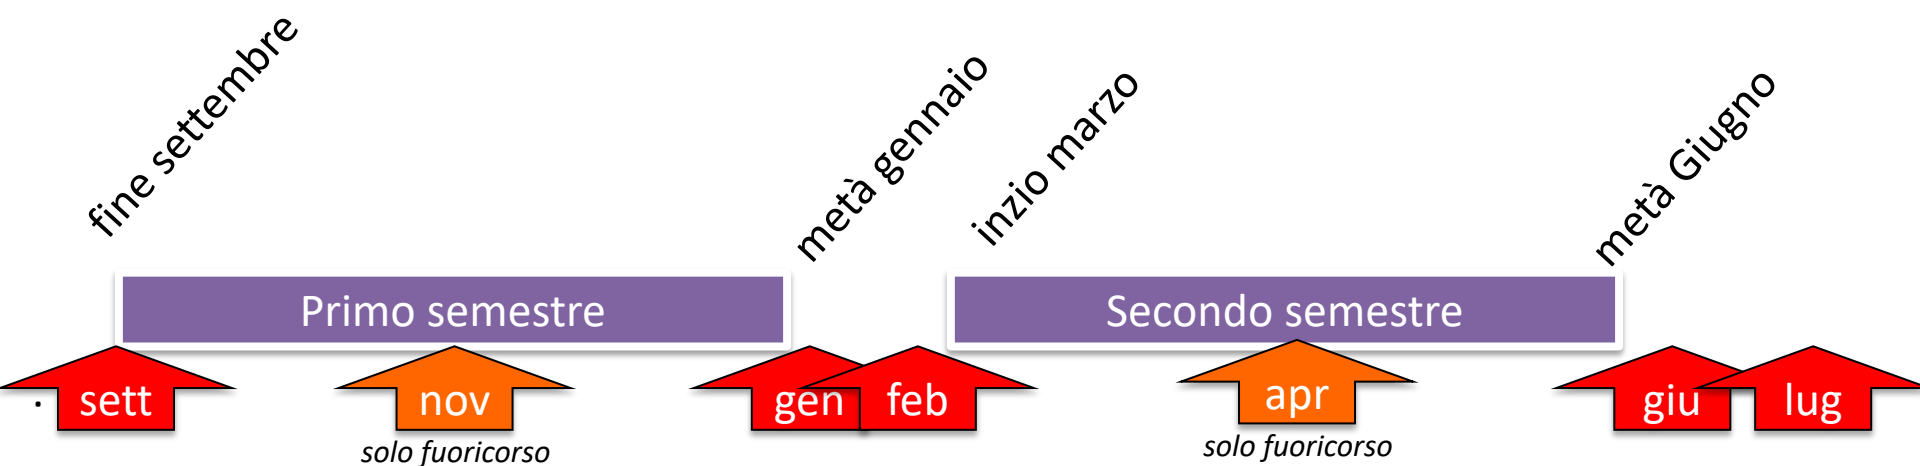 fine settembre
metà gennaio
inzio marzo
metà Giugno
Primo semestre
Secondo semestre
. sett
nov
gen
feb
apr
giu
lug
solo fuoricorso
solo fuoricorso